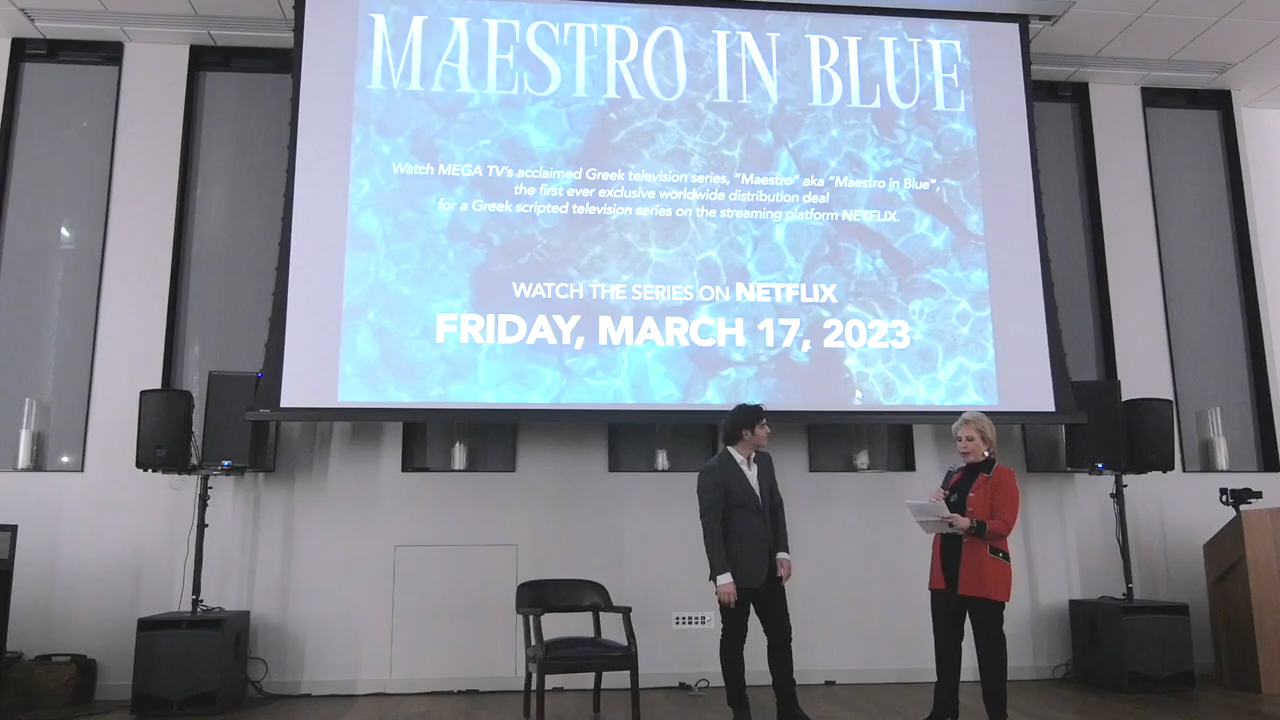 MAESTRO IN BLUE
Watch MEGA TV's acclaimed Greek television series, "Maestro" aka "Maestro in Blue",
the first ever exclusive worldwide distribution deal
for a Greek scripted television series on the streaming platform NETFLIX.
WATCH THE SERIES ON NETFLIX
FRIDAY, MARCH 17, 2023